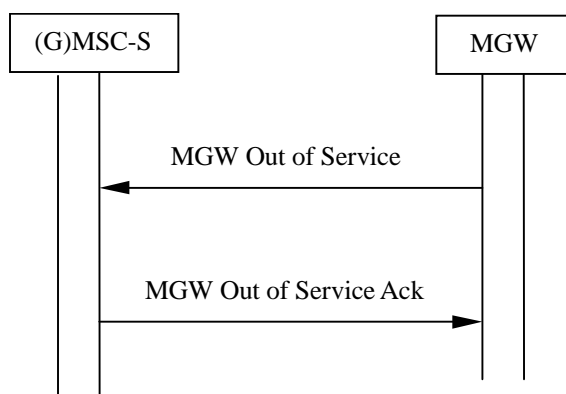 (G)MSC-S
MGW
MGW Out of Service
MGW Out of Service Ack